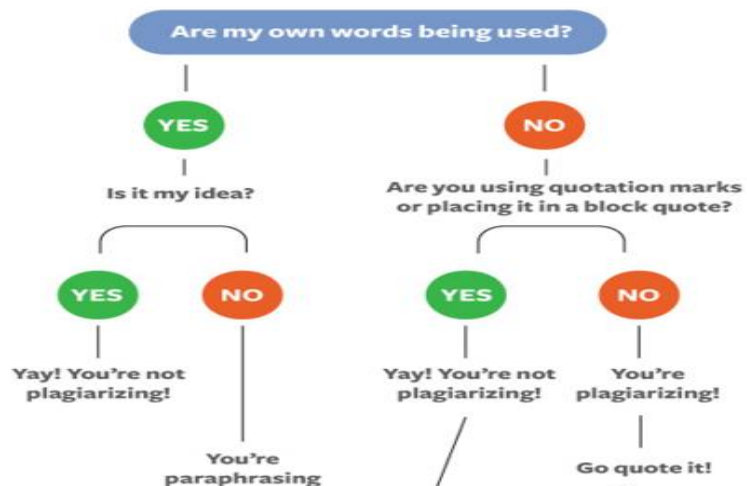 Are my own words being used?
YES
NO
Is it my idea?
Are you using quotation marks
or placing it in a block quote?
YES
NO
YES
NO
Yay! You're not
plagiarizing!
Yay! You're not
plagiarizing!
You're
plagiarizing!
You're
paraphrasing
Go quote it!